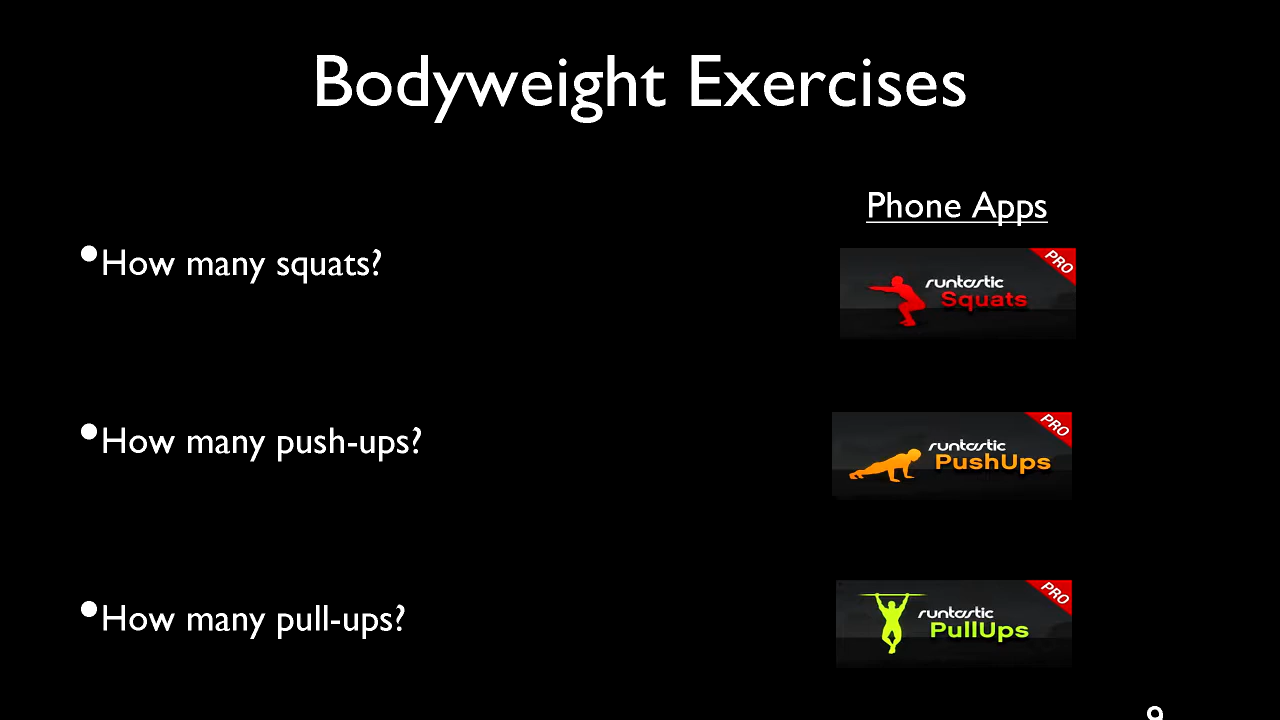 Bodyweight Exercises
Phone Apps
•How many squats?
PRO
runtastic
Squats
•How many push-ups?
PRO
runtastic
PushUps
•How many pull-ups?
PRO
runtastic
PullUps